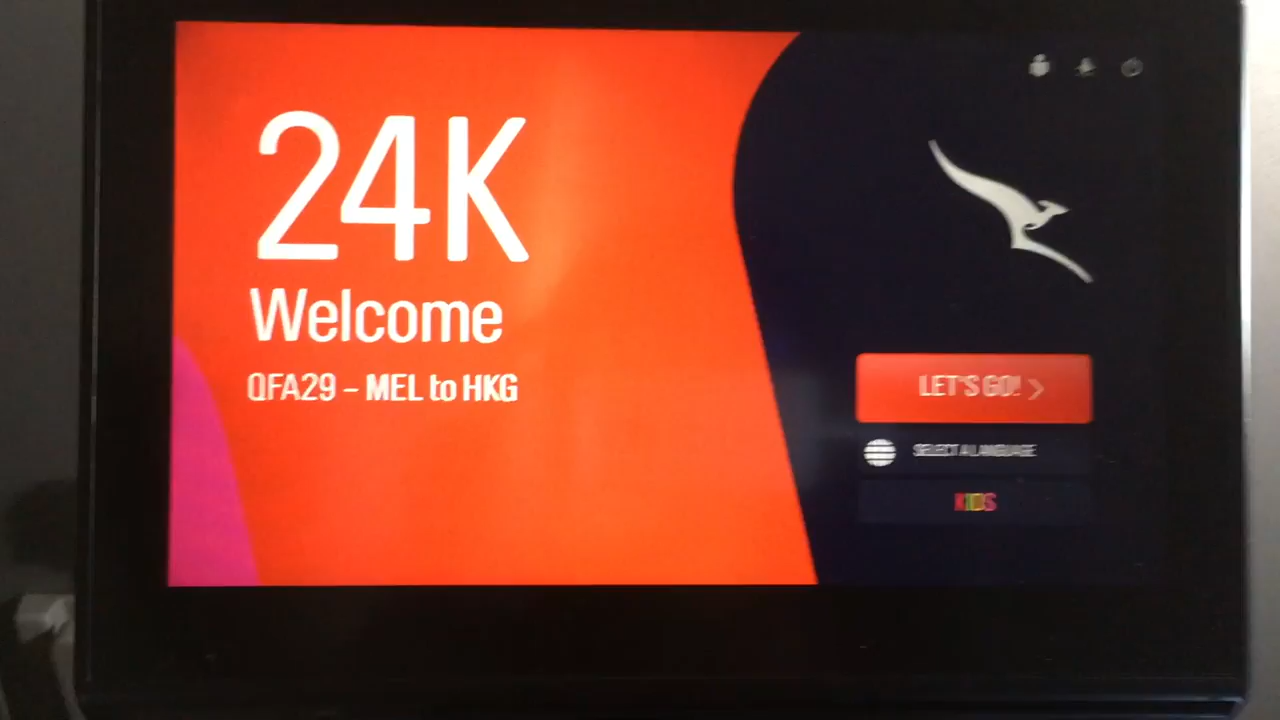 24K
Welcome
QFA29 – MEL to HKG
LET'S GO!
SELECT A LANGUAGE
KIDS